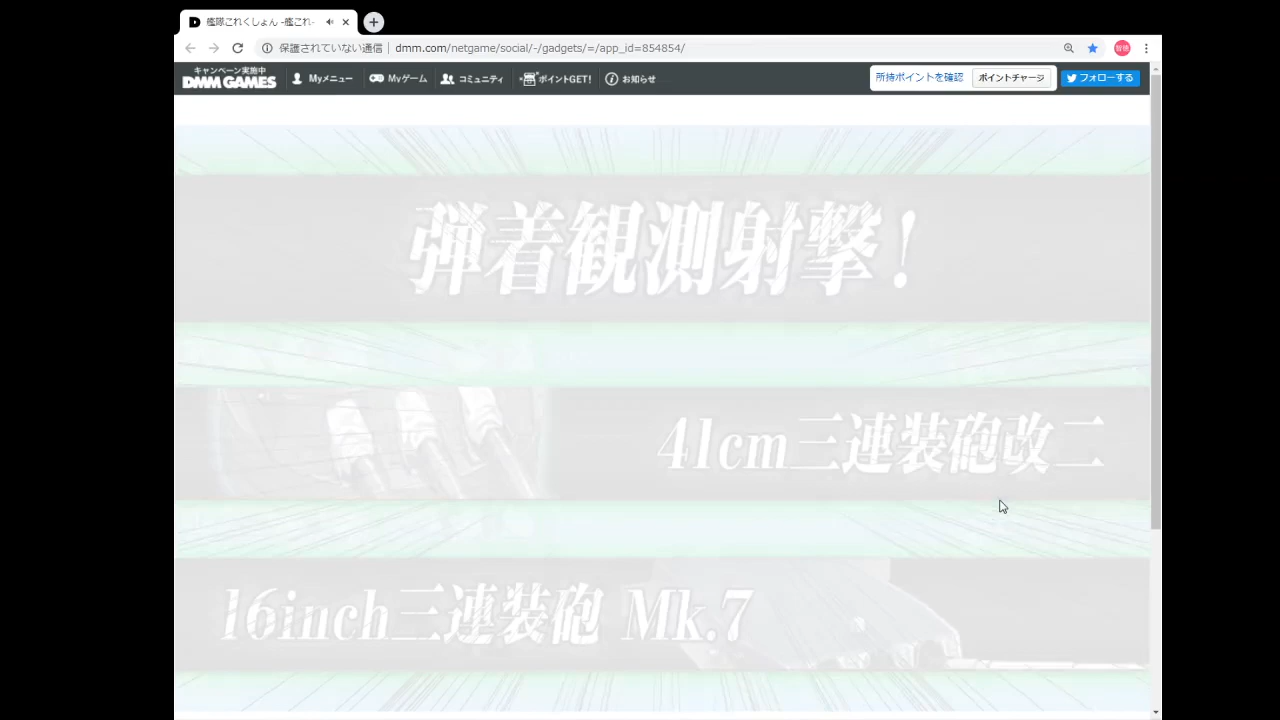 艦隊これくしょん -艦これ-
保護されていない通信 | dmm.com/netgame/social/-/gadgets/=/app_id=854854/
キャンペーン実施中
DMM GAMES
Myメニュー
Myゲーム
コミュニティ
ポイントGET!
お知らせ
所持ポイントを確認
ポイントチャージ
フォローする
弾着観測射撃!
41cm三連装砲改二
16inch三連装砲 Mk.7